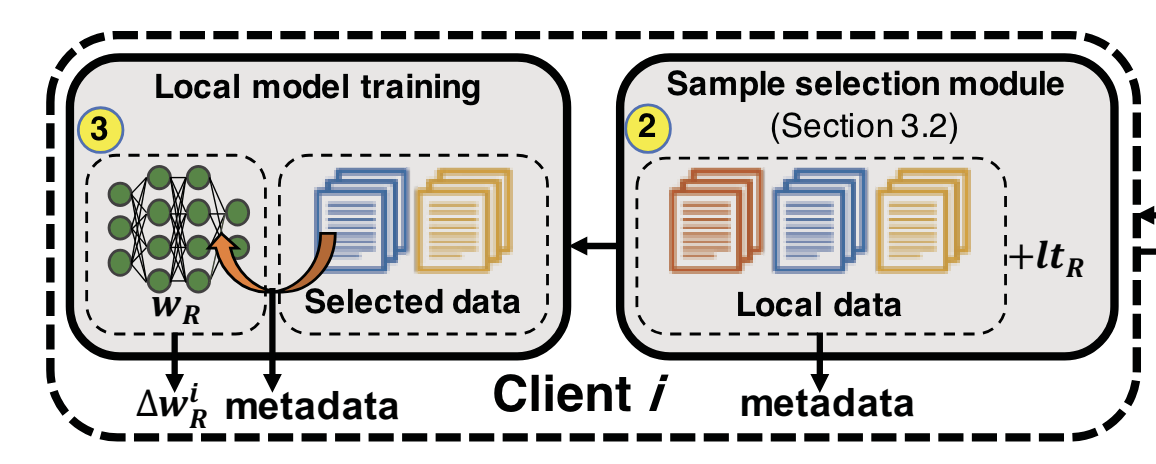 Local model training
3
w_R
Selected data
Δw_R^i
metadata
Sample selection module
(Section 3.2)
2
Local data
+lt_R
metadata
Client i